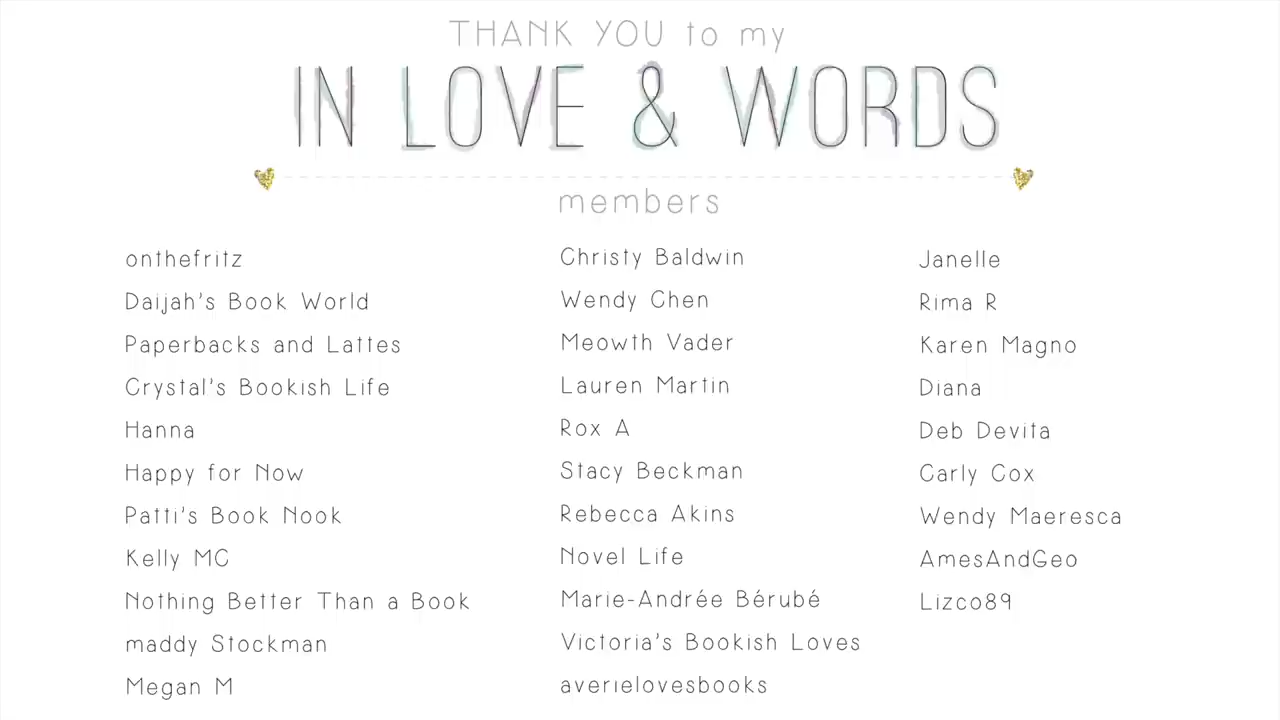 THANK YOU to my
IN LOVE & WORDS
members
onthefritz
Daijah's Book World
Paperbacks and Lattes
Crystal's Bookish Life
Hanna
Happy for Now
Patti's Book Nook
Kelly MC
Nothing Better Than a Book
maddy Stockman
Megan M
Christy Baldwin
Wendy Chen
Meowth Vader
Lauren Martin
Rox A
Stacy Beckman
Rebecca Akins
Novel Life
Marie-Andrée Bérubé
Victoria's Bookish Loves
averielovesbooks
Janelle
Rima R
Karen Magno
Diana
Deb Devita
Carly Cox
Wendy Maeresca
AmesAndGeo
Lizco89